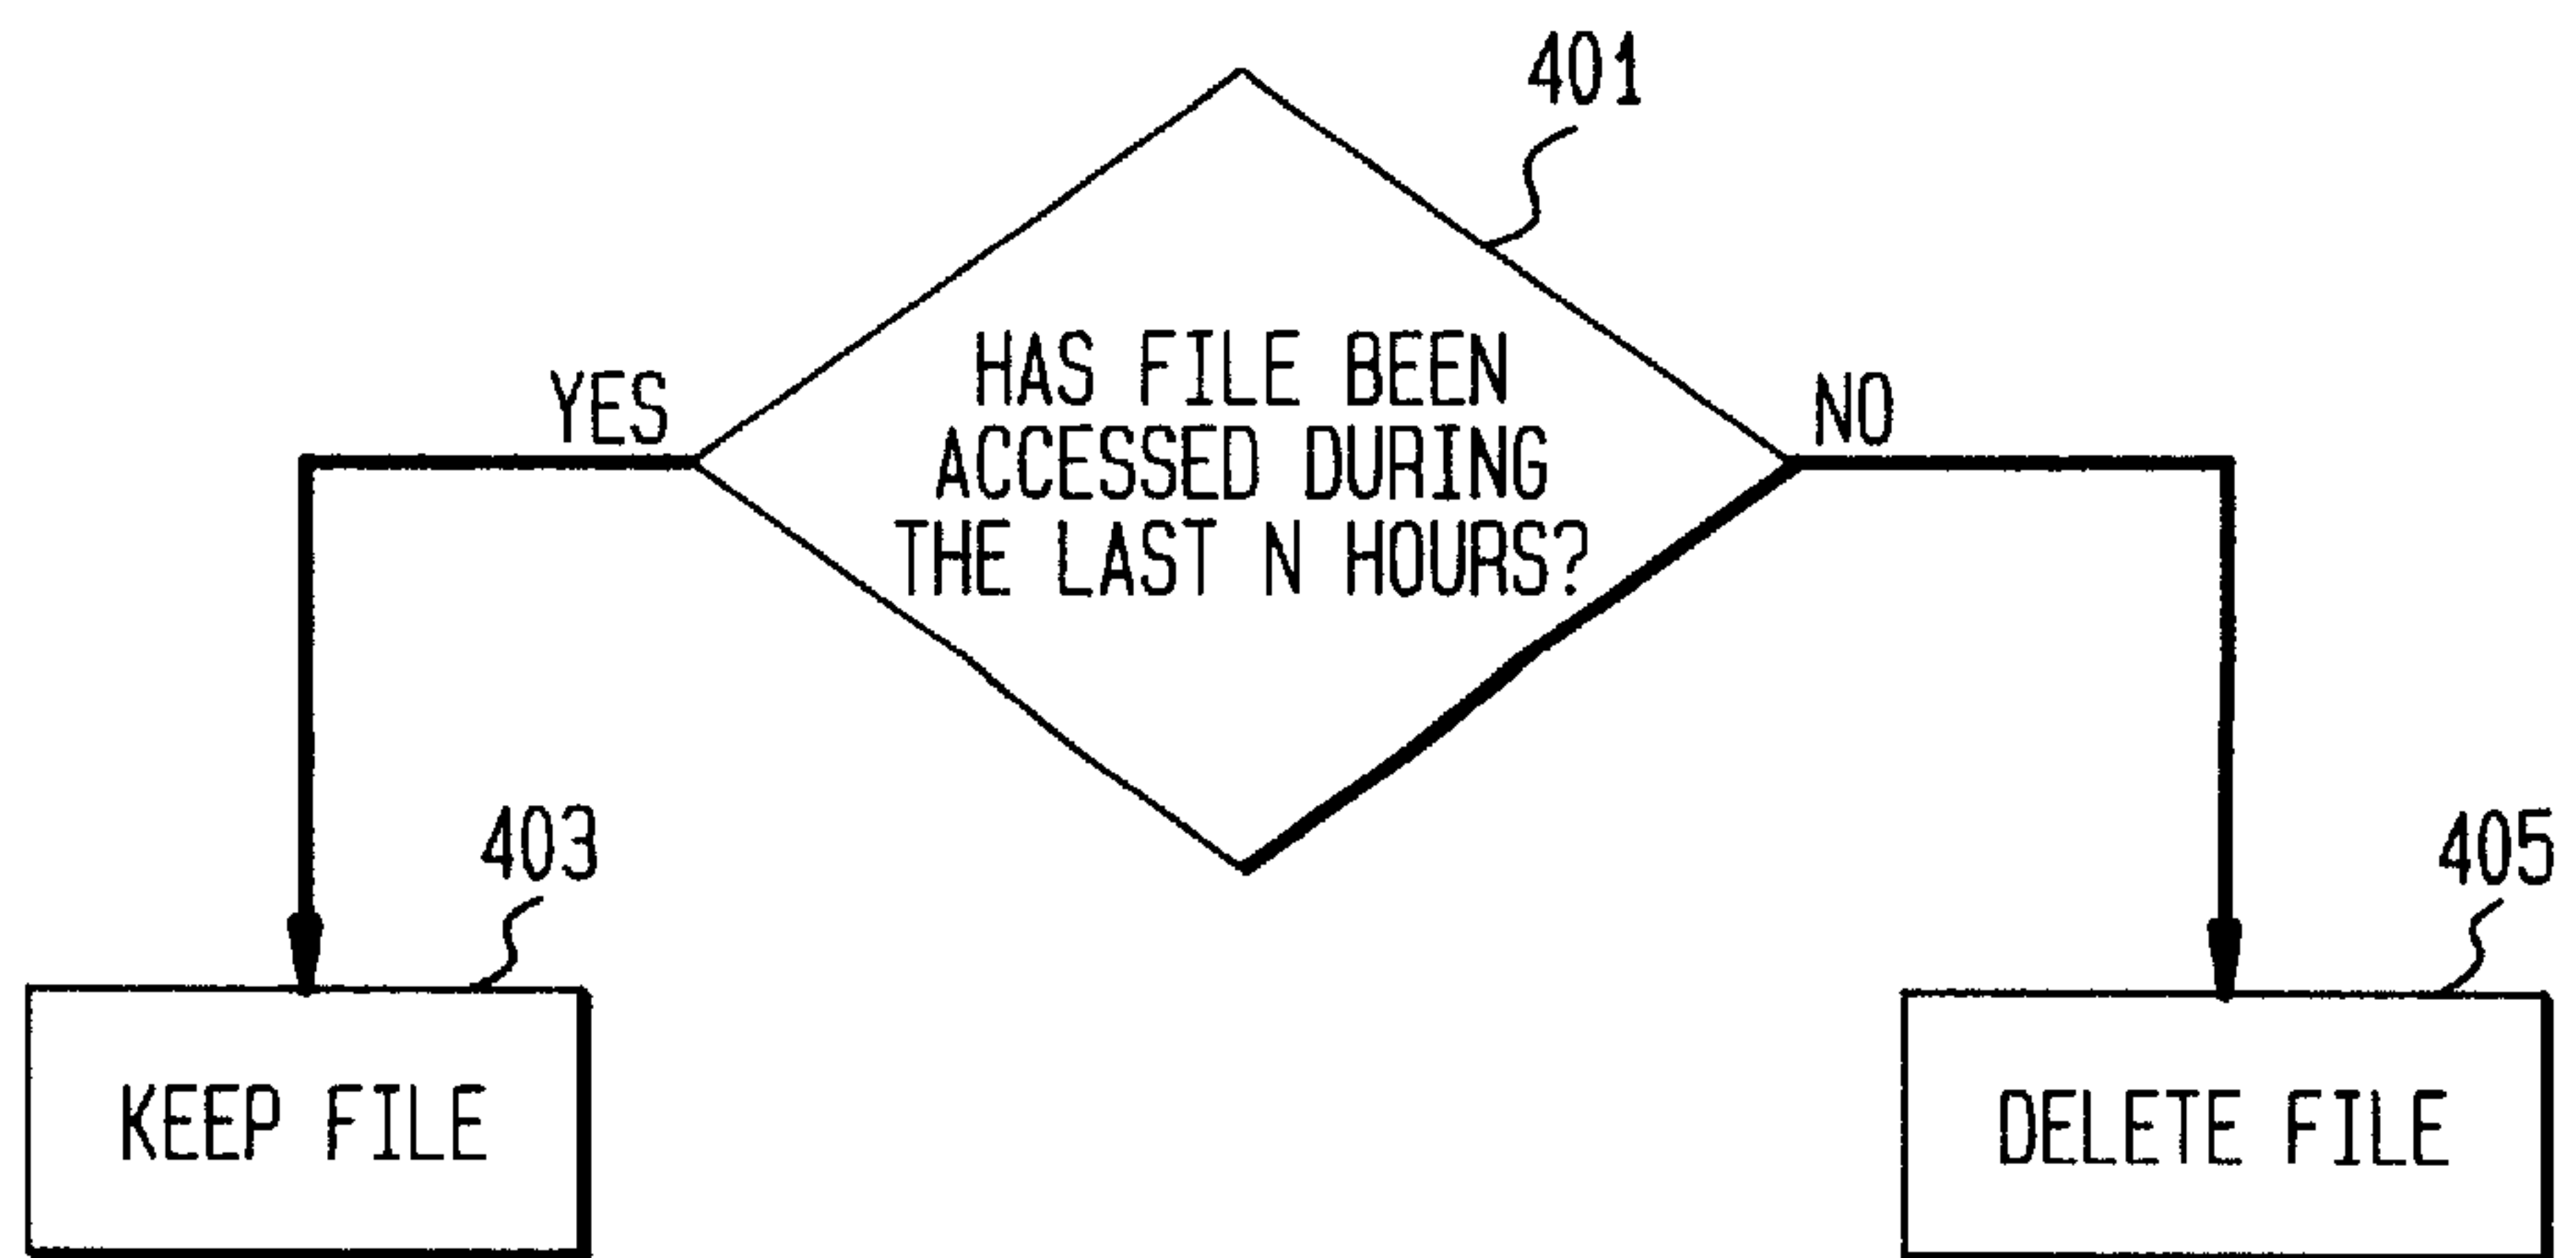 401
HAS FILE BEEN
ACCESSED DURING
THE LAST N HOURS?
YES
NO
403
405
KEEP FILE
DELETE FILE